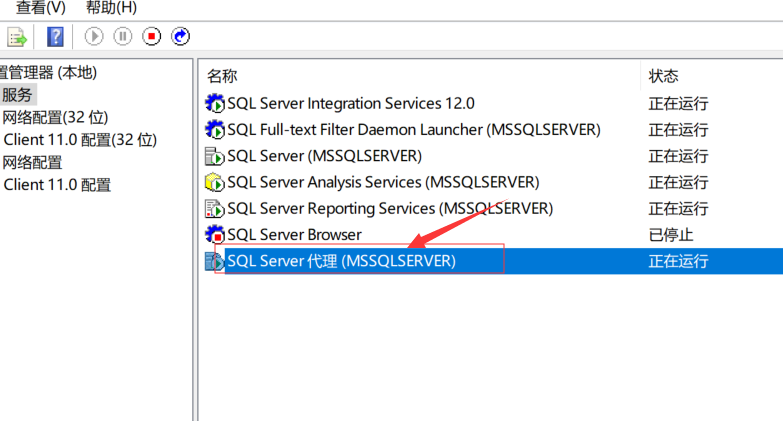 查看(V) 帮助(H)
置管理器 (本地)
服务
网络配置(32 位)
Client 11.0 配置(32 位)
网络配置
Client 11.0 配置
名称 状态
SQL Server Integration Services 12.0 正在运行
SQL Full-text Filter Daemon Launcher (MSSQLSERVER) 正在运行
SQL Server (MSSQLSERVER) 正在运行
SQL Server Analysis Services (MSSQLSERVER) 正在运行
SQL Server Reporting Services (MSSQLSERVER) 正在运行
SQL Server Browser 已停止
SQL Server 代理 (MSSQLSERVER) 正在运行